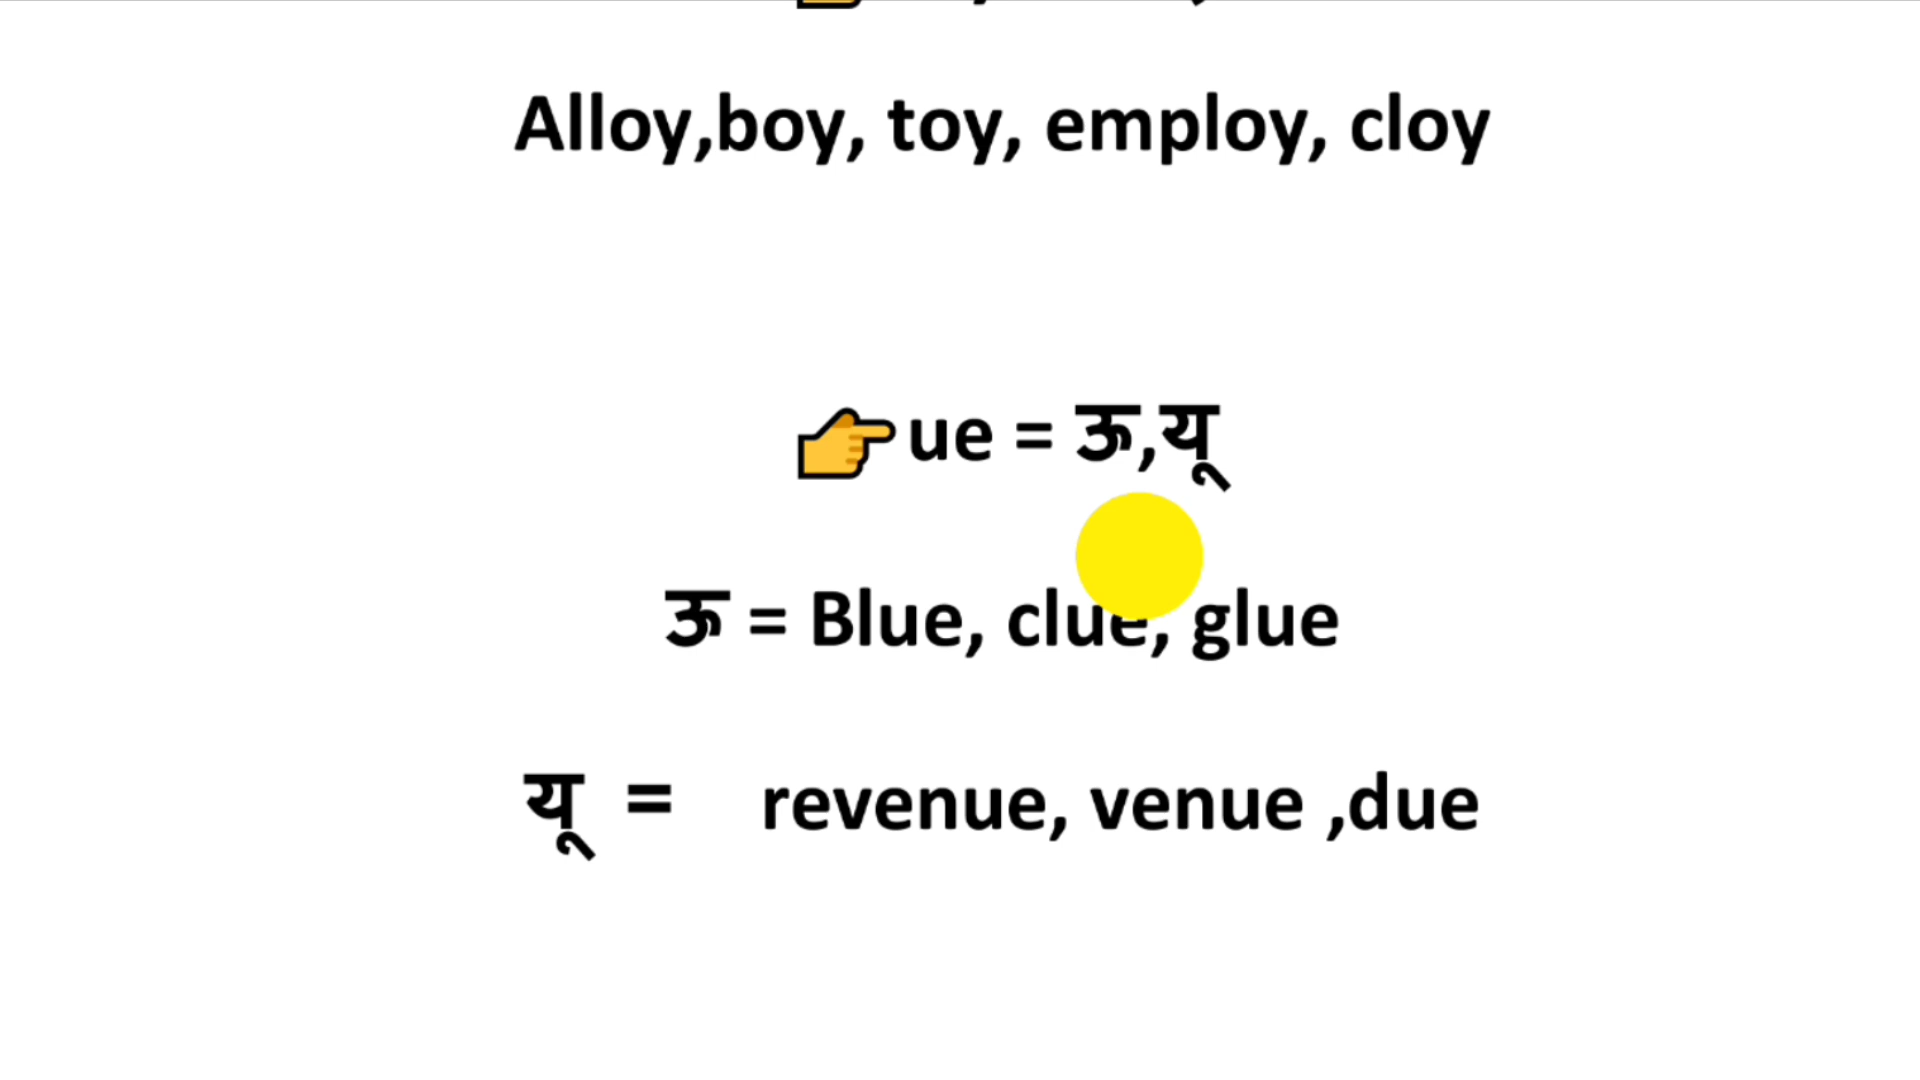 Alloy,boy, toy, employ, cloy
👉ue = ऊ,यू
ऊ = Blue, clue, glue
यू = revenue, venue ,due